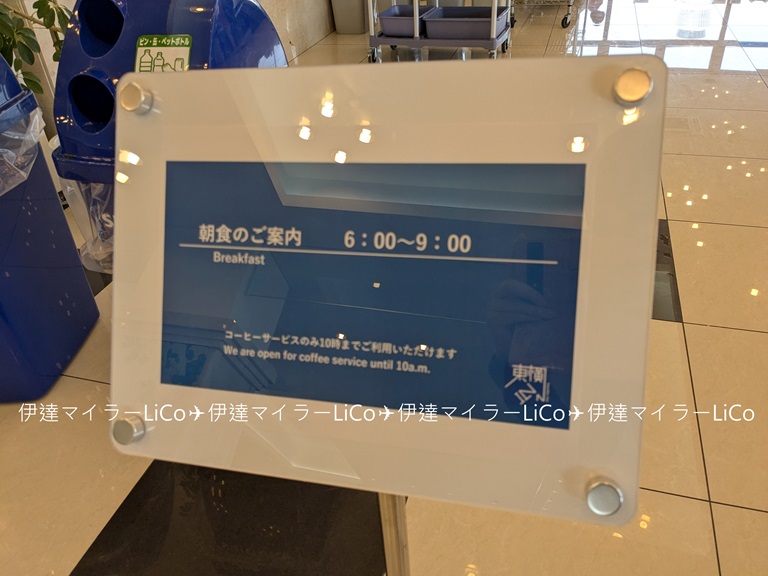 ビン・缶・ペットボトル
朝食のご案内 6：00～9：00
Breakfast
コーヒーサービスのみ10時までご利用いただけます
We are open for coffee service until 10a.m.
東横イン
伊達マイラーLiCo✈伊達マイラーLiCo✈伊達マイラーLiCo✈伊達マイラーLiCo